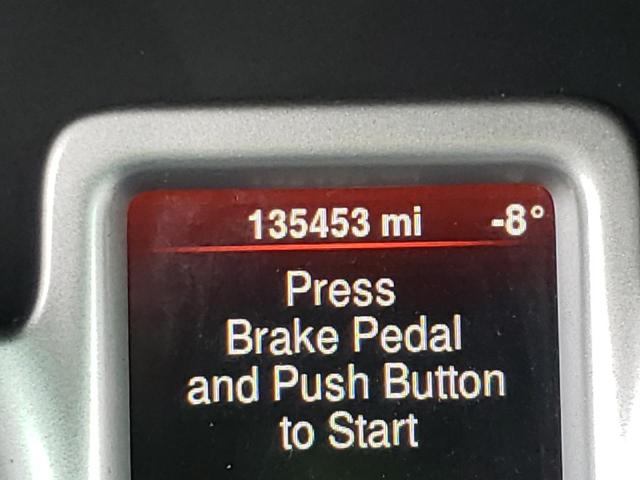 135453 mi -8°
Press
Brake Pedal
and Push Button
to Start